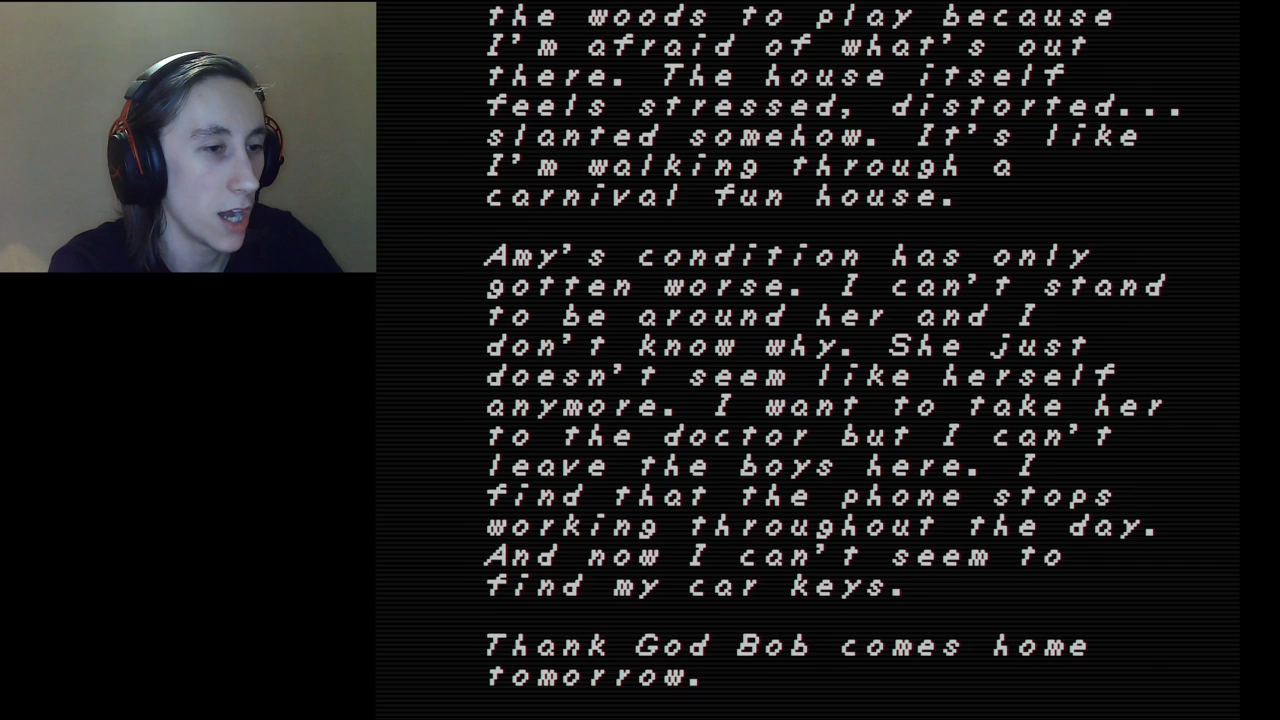 the woods to play because
I'm afraid of what's out
there. The house itself
feels stressed, distorted...
slanted somehow. It's like
I'm walking through a
carnival fun house.
Amy's condition has only
gotten worse. I can't stand
to be around her and I
don't know why. She just
doesn't seem like herself
anymore. I want to take her
to the doctor but I can't
leave the boys here. I
find that the phone stops
working throughout the day.
And now I can't seem to
find my car keys.
Thank God Bob comes home
tomorrow.